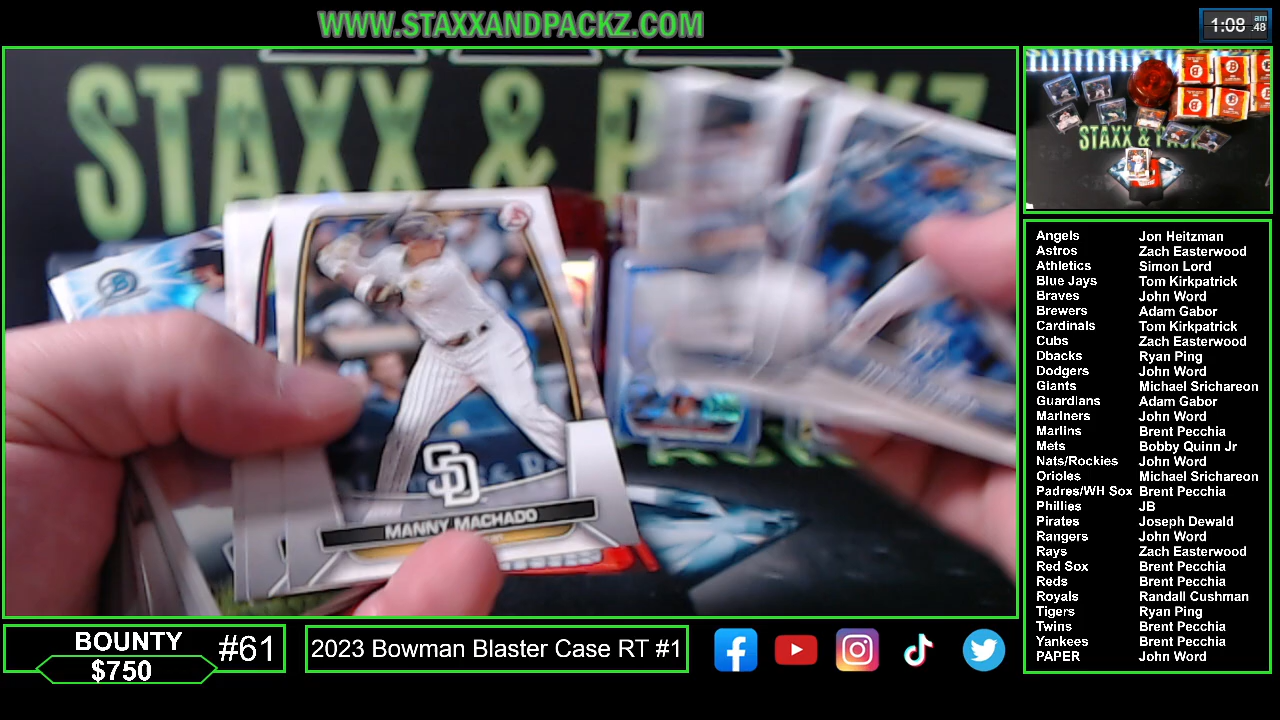 WWW.STAXXANDPACKZ.COM
1:08 am .48
STAXX & P KZ
STAXX & P KZ
SD
MANNY MACHADO
Angels Jon Heitzman
Astros Zach Easterwood
Athletics Simon Lord
Blue Jays Tom Kirkpatrick
Braves John Word
Brewers Adam Gabor
Cardinals Tom Kirkpatrick
Cubs Zach Easterwood
Dbacks Ryan Ping
Dodgers John Word
Giants Michael Srichareon
Guardians Adam Gabor
Mariners John Word
Marlins Brent Pecchia
Mets Bobby Quinn Jr
Nats/Rockies John Word
Orioles Michael Srichareon
Padres/WH Sox Brent Pecchia
Phillies JB
Pirates Joseph Dewald
Rangers John Word
Rays Zach Easterwood
Red Sox Brent Pecchia
Reds Brent Pecchia
Royals Randall Cushman
Tigers Ryan Ping
Twins Brent Pecchia
Yankees Brent Pecchia
PAPER John Word
BOUNTY #61
$750
2023 Bowman Blaster Case RT #1